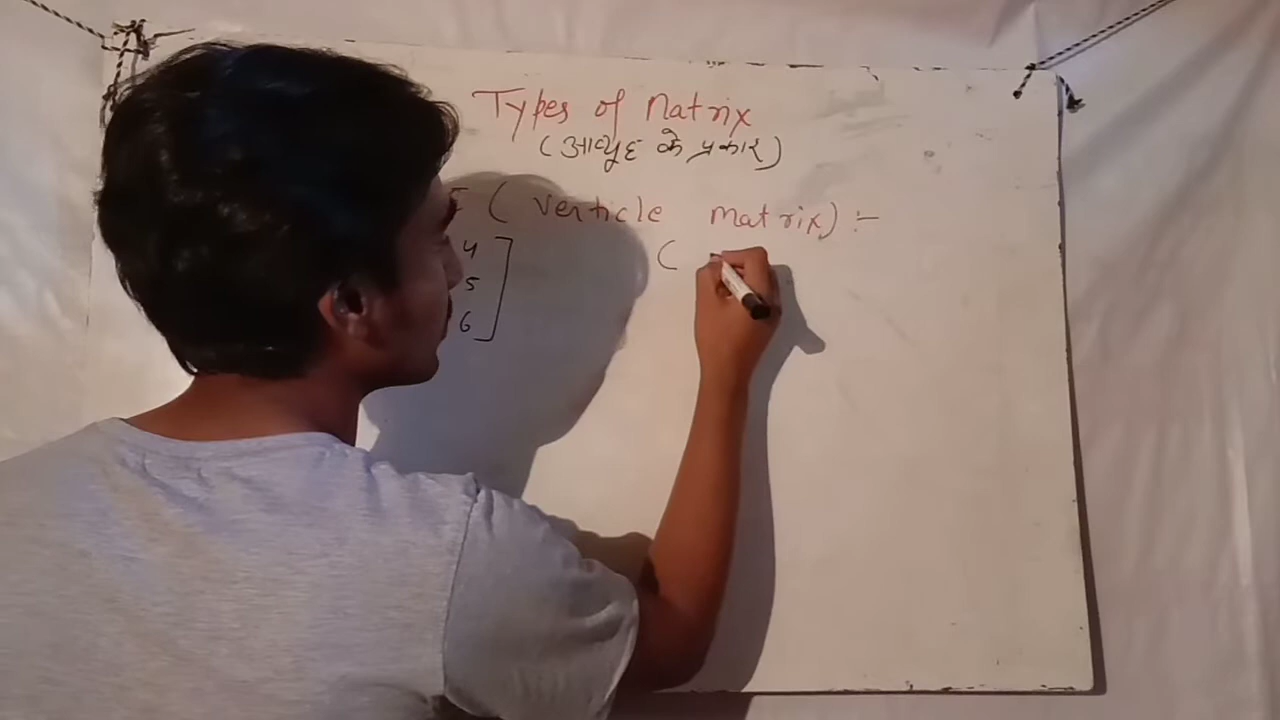 Types of Matrix
(आव्यूह के प्रकार)
( Verticle matrix) :-
4 ] (
5
6